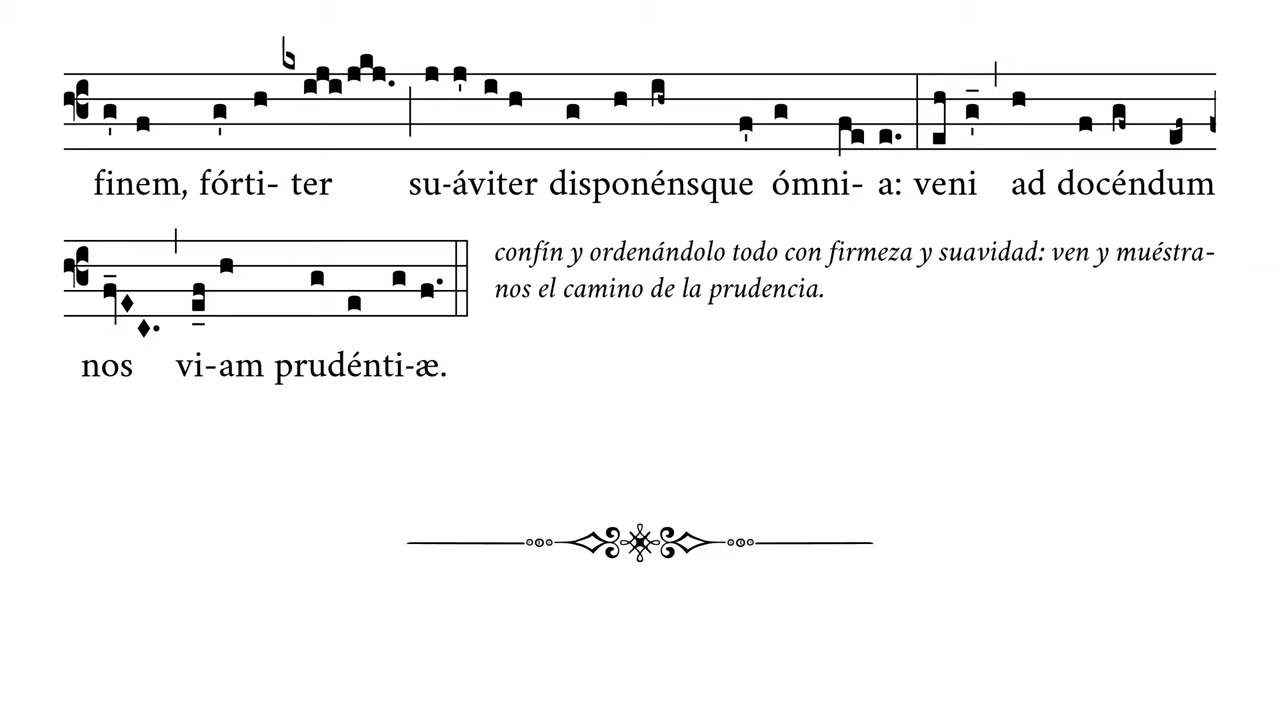 finem, fórti- ter su-áviter disponénsque ómni- a: veni ad docéndum
confín y ordenándolo todo con firmeza y suavidad: ven y muéstra-
nos el camino de la prudencia.
nos vi-am prudénti-æ.